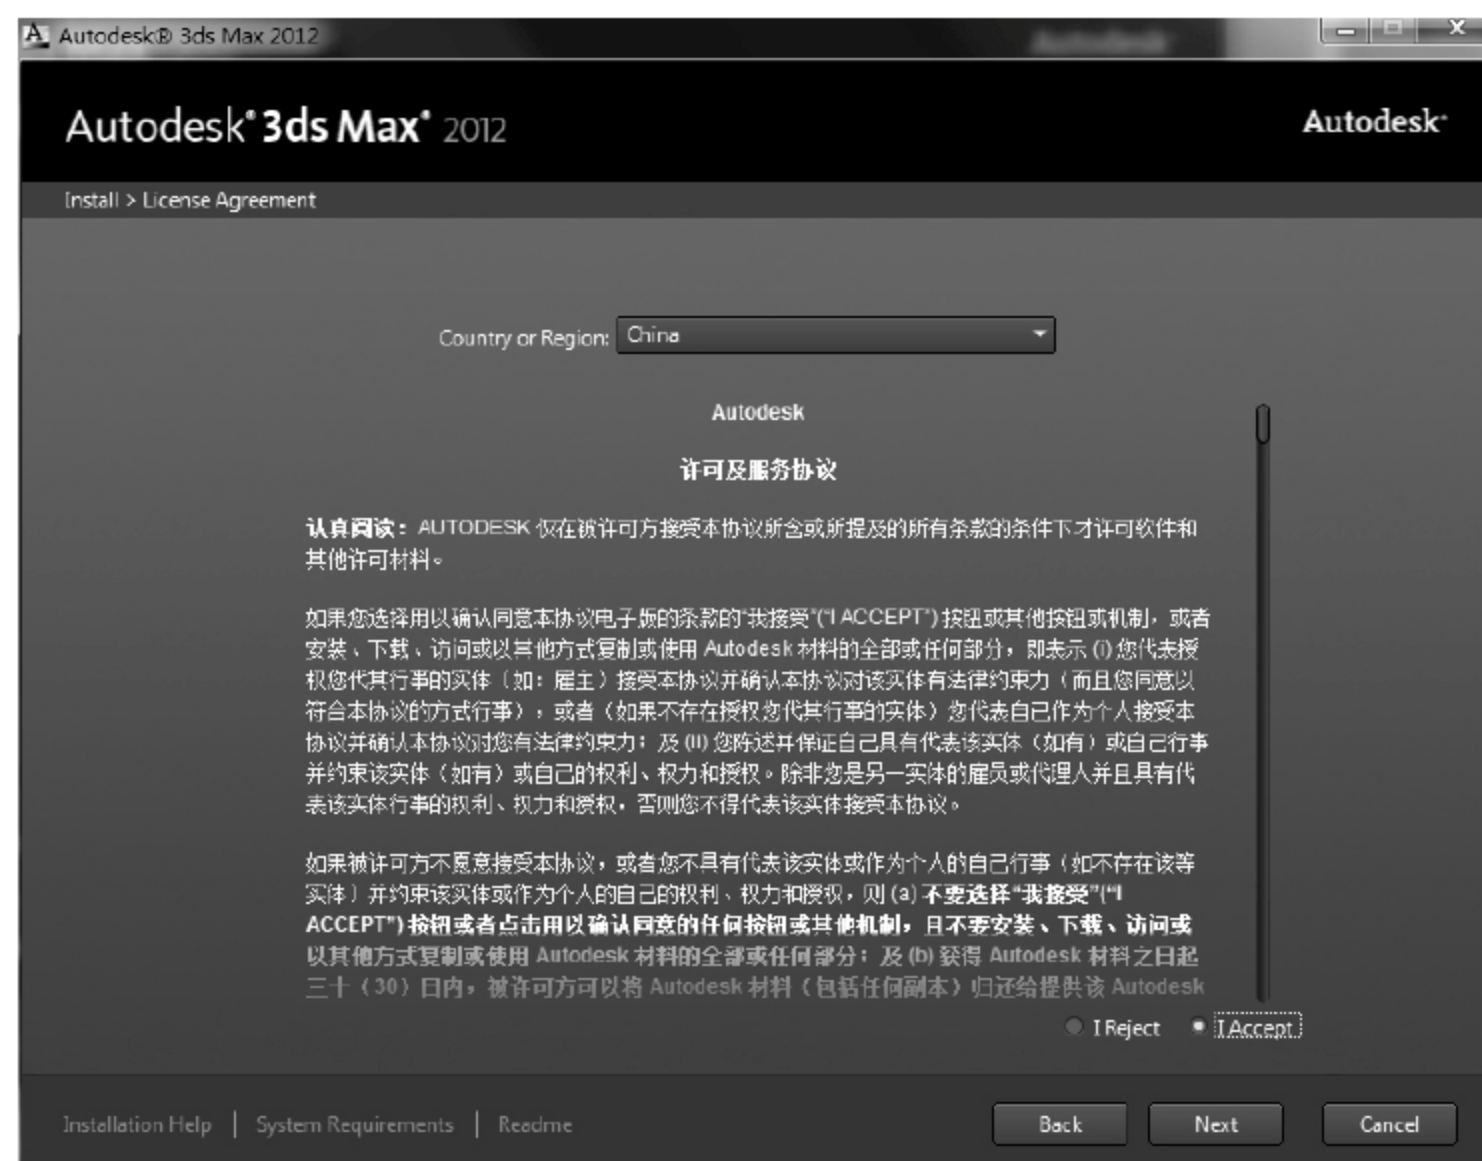 Autodesk® 3ds Max 2012
Autodesk® 3ds Max® 2012
Autodesk®
Install > License Agreement
Country or Region: China
Autodesk
许可及服务协议
认真阅读：AUTODESK 仅在被许可方接受本协议所含或所提及的所有条款的条件下才许可软件和
其他许可材料。
如果您选择用以确认同意本协议电子版的条款的“我接受”(“I ACCEPT”) 按钮或其他按钮或机制，或者
安装、下载、访问或以其他方式复制或使用 Autodesk 材料的全部或任何部分，即表示 (i) 您代表授
权您代其行事的实体（如：雇主）接受本协议并确认本协议对该实体有法律约束力（而且您同意以
符合本协议的方式行事），或者（如果不存在授权您代其行事的实体）您代表自己作为个人接受本
协议并确认本协议对您有法律约束力；及 (ii) 您陈述并保证自己具有代表该实体（如有）或自己行事
并约束该实体（如有）或自己的权利、权力和授权。除非您是另一实体的雇员或代理人并且具有代
表该实体行事的权利、权力和授权，否则您不得代表该实体接受本协议。
如果被许可方不愿意接受本协议，或者您不具有代表该实体或作为个人的自己行事（如不存在该等
实体）并约束该实体或作为个人的自己的权利、权力和授权，则 (a) 不要选择“我接受”(“I
ACCEPT”) 按钮或者点击用以确认同意的任何按钮或其他机制，且不要安装、下载、访问或
以其他方式复制或使用 Autodesk 材料的全部或任何部分；及 (b) 获得 Autodesk 材料之日起
三十（30）日内，被许可方可以将 Autodesk 材料（包括任何副本）归还给提供该 Autodesk
I Reject I Accept
Installation Help | System Requirements | Readme Back Next Cancel